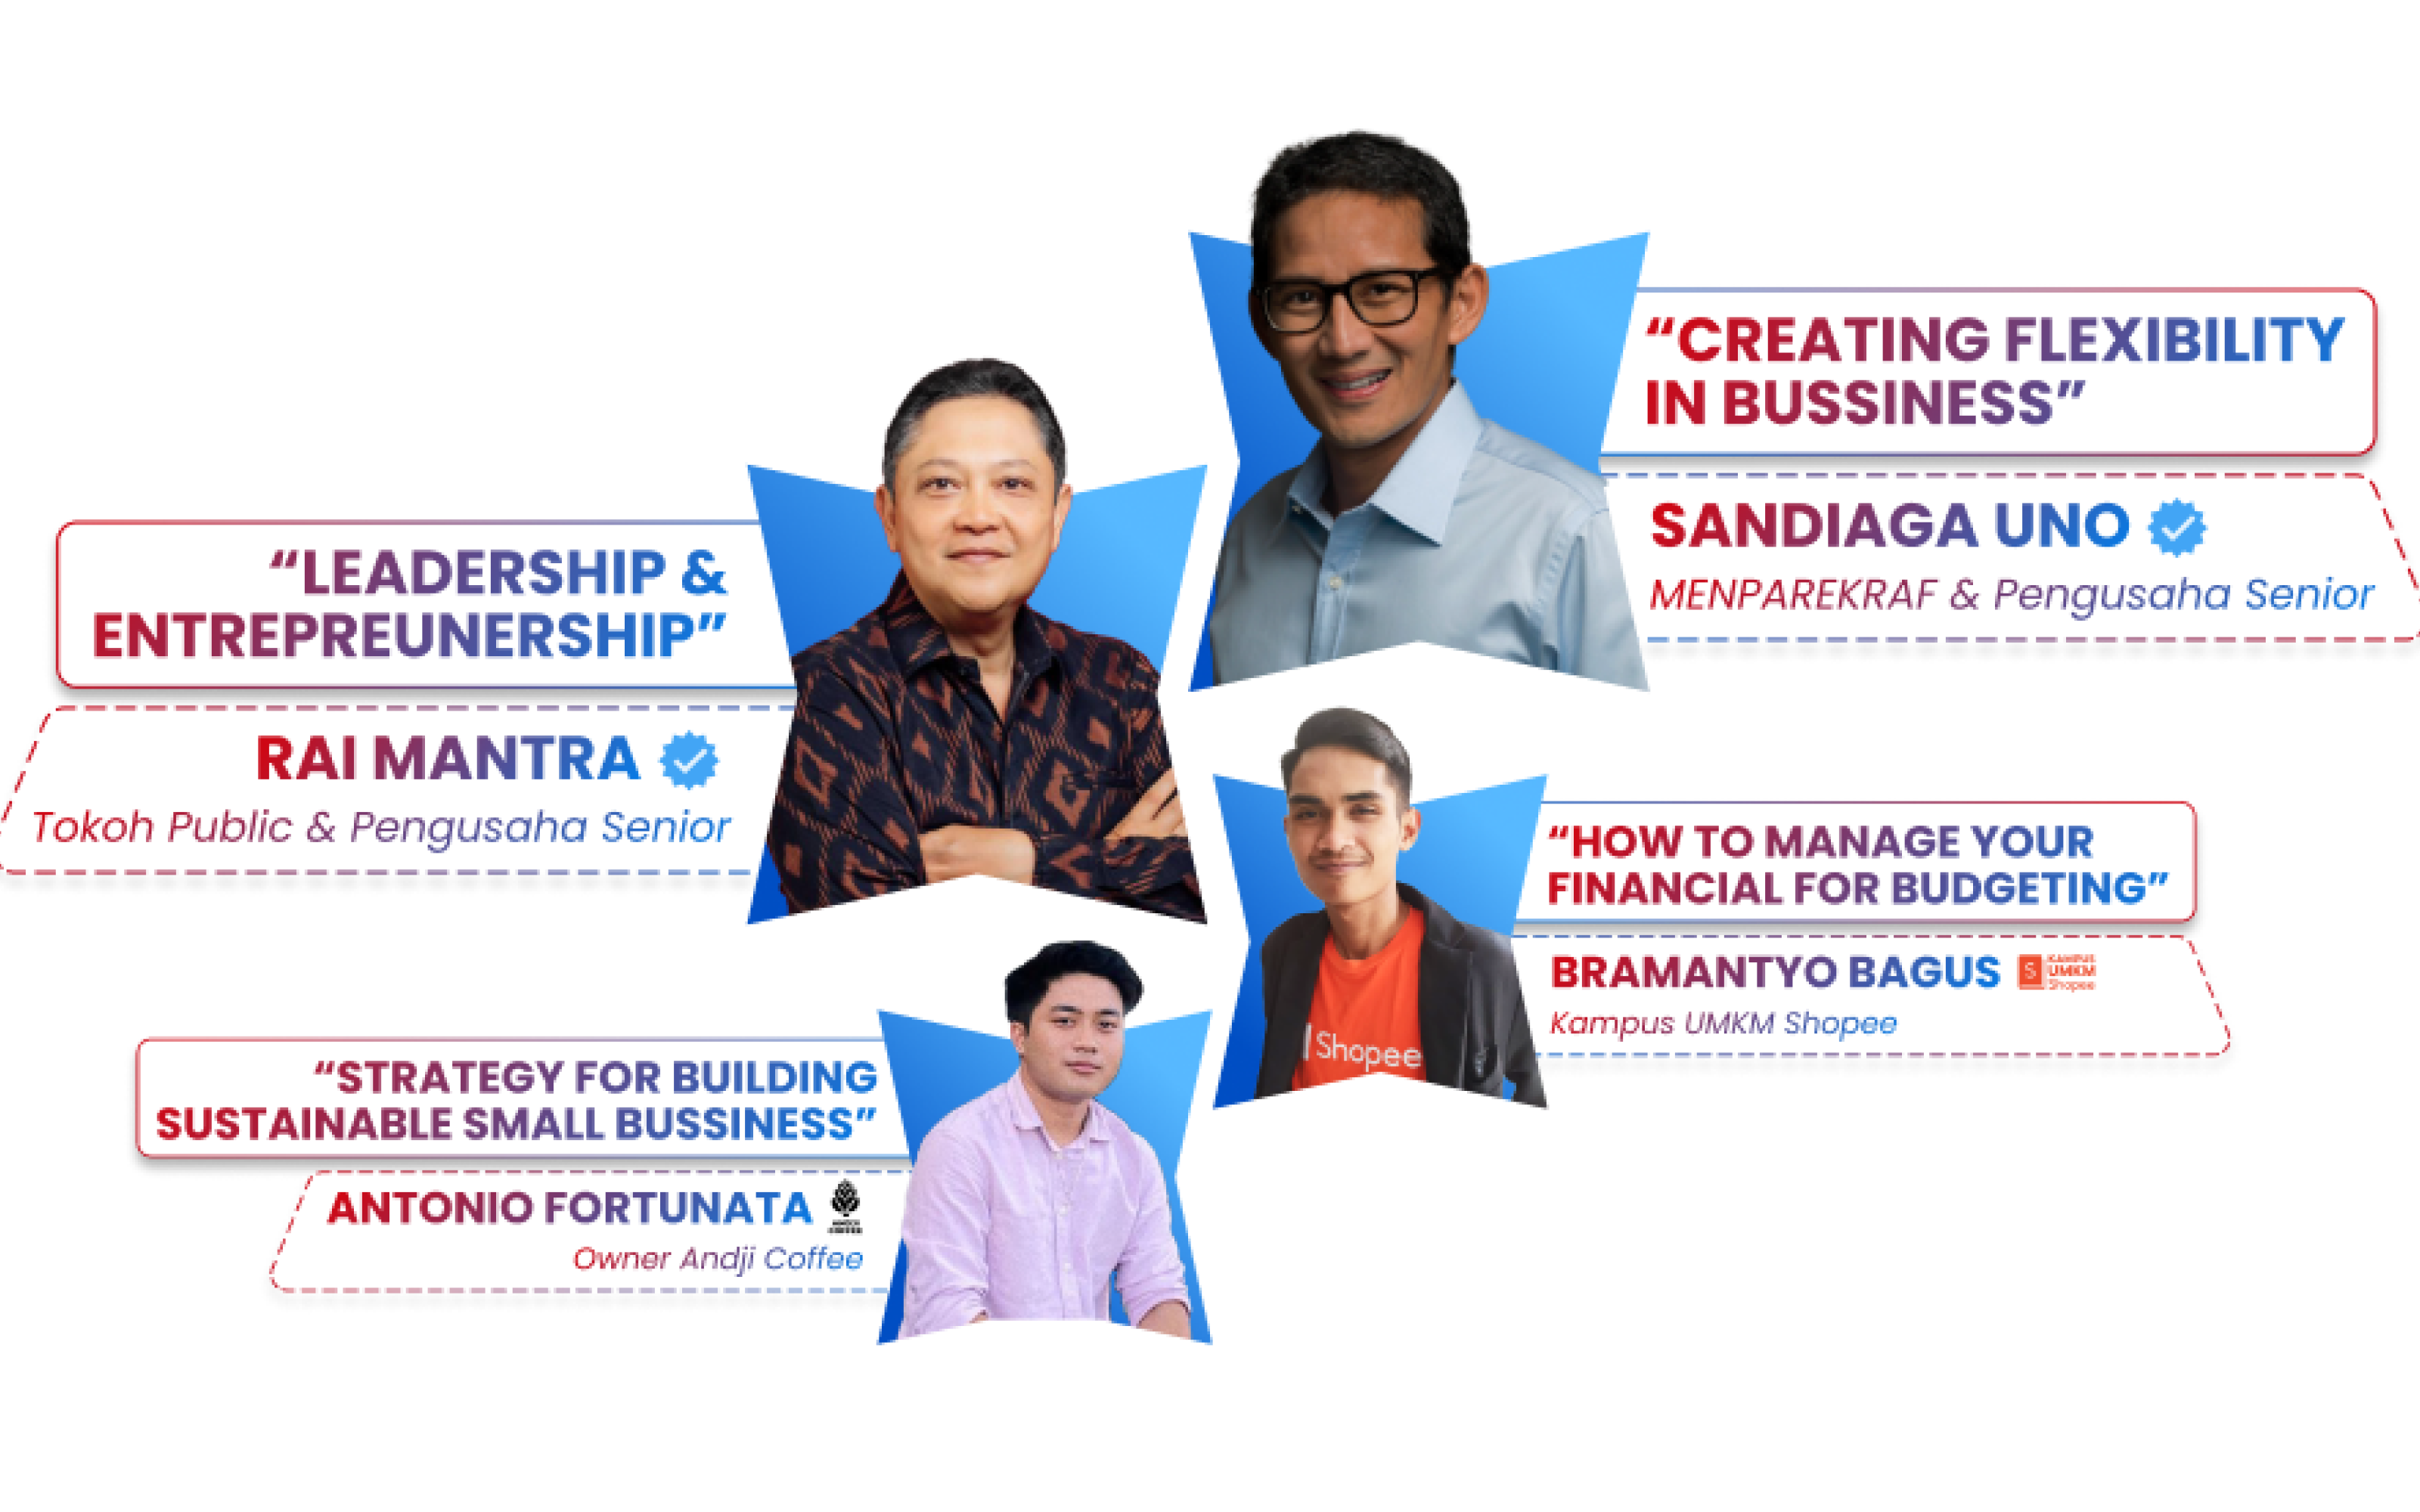 “CREATING FLEXIBILITY
IN BUSSINESS”
SANDIAGA UNO
MENPAREKRAF & Pengusaha Senior
“LEADERSHIP &
ENTREPREUNERSHIP”
RAI MANTRA
Tokoh Public & Pengusaha Senior
“HOW TO MANAGE YOUR
FINANCIAL FOR BUDGETING”
BRAMANTYO BAGUS
S
KAMPUS
UMKM
Shopee
Kampus UMKM Shopee
Shopee
“STRATEGY FOR BUILDING
SUSTAINABLE SMALL BUSSINESS”
ANTONIO FORTUNATA
COFFEE
Owner Andji Coffee